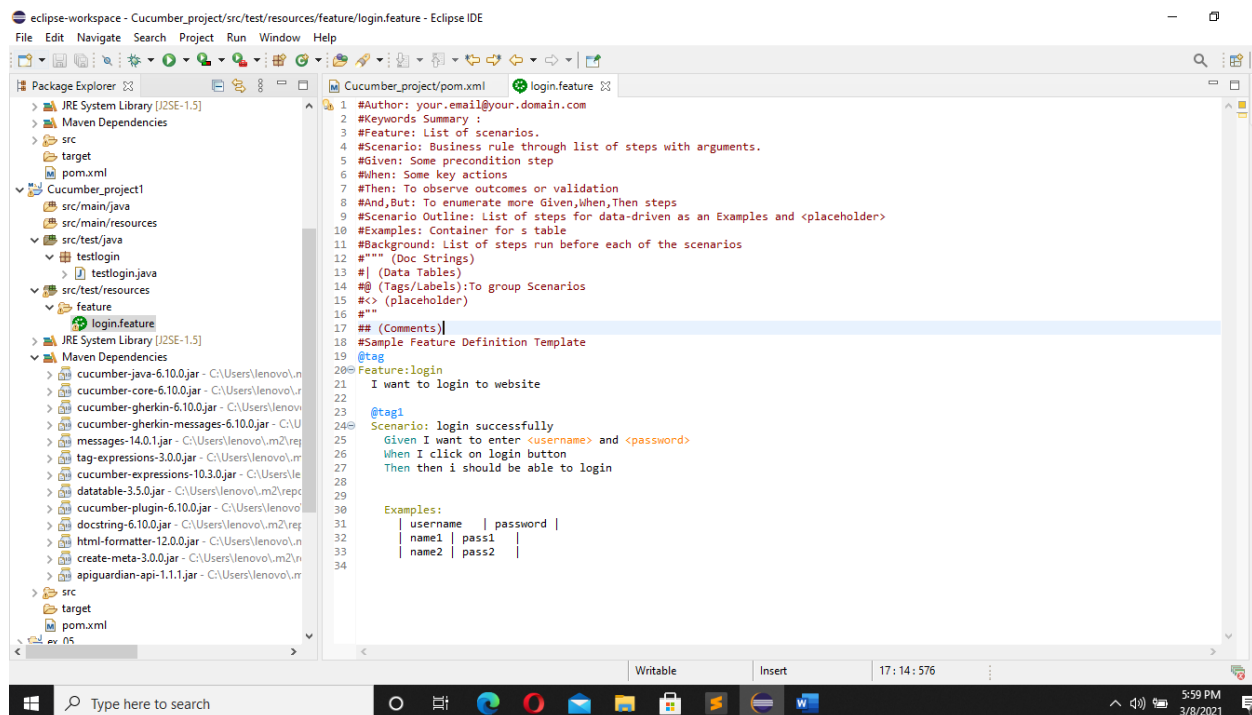 eclipse-workspace - Cucumber_project/src/test/resources/feature/login.feature - Eclipse IDE
File Edit Navigate Search Project Run Window Help
Package Explorer
Cucumber_project/pom.xml
login.feature
JRE System Library [J2SE-1.5]
Maven Dependencies
src
target
pom.xml
Cucumber_project1
src/main/java
src/main/resources
src/test/java
testlogin
testlogin.java
src/test/resources
feature
login.feature
JRE System Library [J2SE-1.5]
Maven Dependencies
cucumber-java-6.10.0.jar - C:\Users\lenovo\.n
cucumber-core-6.10.0.jar - C:\Users\lenovo\.r
cucumber-gherkin-6.10.0.jar - C:\Users\lenov
cucumber-gherkin-messages-6.10.0.jar - C:\U
messages-14.0.1.jar - C:\Users\lenovo\.m2\rep
tag-expressions-3.0.0.jar - C:\Users\lenovo\.m
cucumber-expressions-10.3.0.jar - C:\Users\le
datatable-3.5.0.jar - C:\Users\lenovo\.m2\repc
cucumber-plugin-6.10.0.jar - C:\Users\lenovo
docstring-6.10.0.jar - C:\Users\lenovo\.m2\rep
html-formatter-12.0.0.jar - C:\Users\lenovo\.m
create-meta-3.0.0.jar - C:\Users\lenovo\.m2\r
apiguardian-api-1.1.1.jar - C:\Users\lenovo\.m
src
target
pom.xml
ex_05
1 #Author: your.email@your.domain.com
2 #Keywords Summary :
3 #Feature: List of scenarios.
4 #Scenario: Business rule through list of steps with arguments.
5 #Given: Some precondition step
6 #When: Some key actions
7 #Then: To observe outcomes or validation
8 #And,But: To enumerate more Given,When,Then steps
9 #Scenario Outline: List of steps for data-driven as an Examples and <placeholder>
10 #Examples: Container for s table
11 #Background: List of steps run before each of the scenarios
12 #""" (Doc Strings)
13 #| (Data Tables)
14 #@ (Tags/Labels):To group Scenarios
15 #<> (placeholder)
16 #""
17 ## (Comments)
18 #Sample Feature Definition Template
19 @tag
20 Feature:login
21 I want to login to website
22
23 @tag1
24 Scenario: login successfully
25 Given I want to enter <username> and <password>
26 When I click on login button
27 Then then i should be able to login
28
29
30 Examples:
31 | username | password |
32 | name1 | pass1 |
33 | name2 | pass2 |
34
Writable Insert 17 : 14 : 576
Type here to search
5:59 PM
3/8/2021